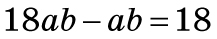 18ab − ab = 18